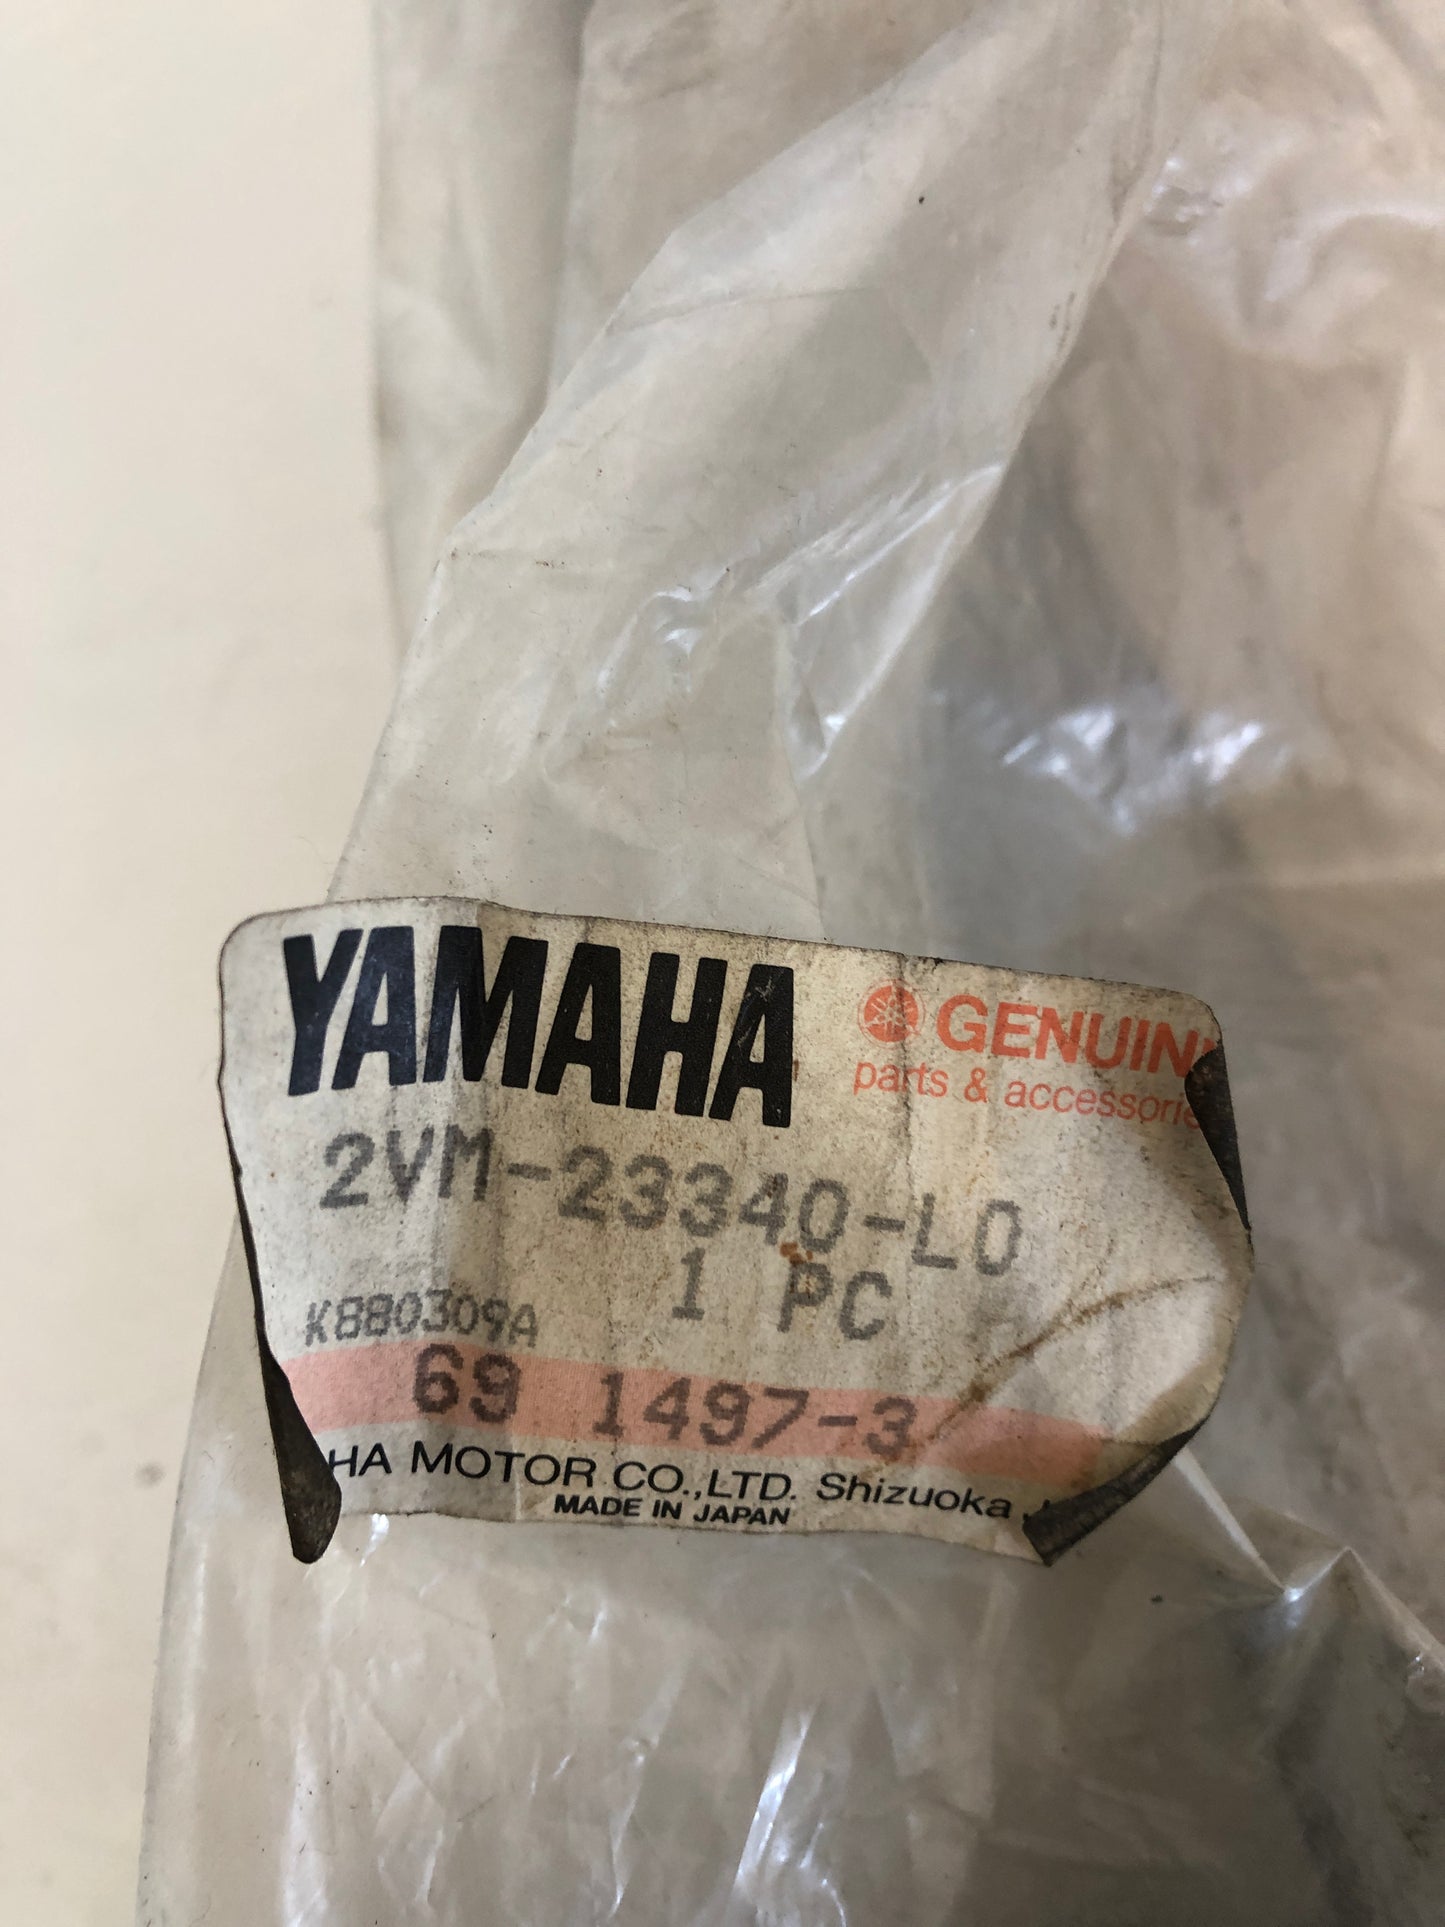 YAMAHA
GENUIN
parts & accessorie
2VM-23340-L0
1 PC
K880309A
69 1497-3
HA MOTOR CO.,LTD. Shizuoka
MADE IN JAPAN